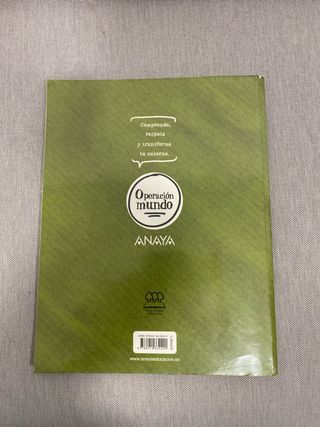 Comprende,
respeta
y transforma
tu entorno.
Operación
mundo
ANAYA
www.anayaeducacion.es